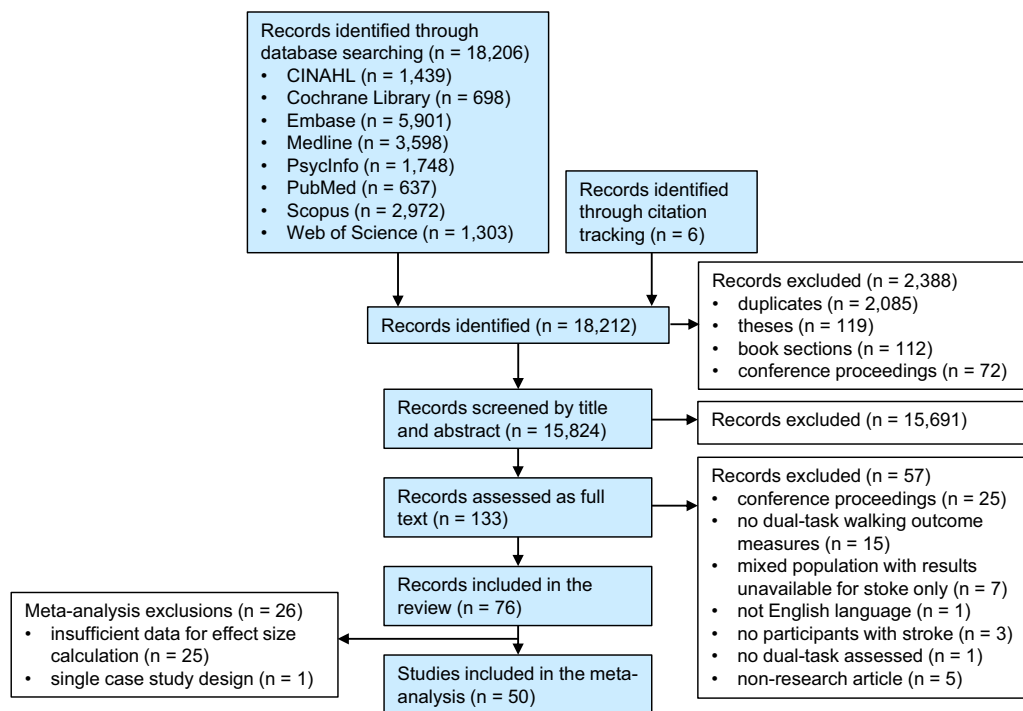 Records identified through
database searching (n = 18,206)
• CINAHL (n = 1,439)
• Cochrane Library (n = 698)
• Embase (n = 5,901)
• Medline (n = 3,598)
• PsycInfo (n = 1,748)
• PubMed (n = 637)
• Scopus (n = 2,972)
• Web of Science (n = 1,303)
Records identified
through citation
tracking (n = 6)
Records identified (n = 18,212)
Records excluded (n = 2,388)
• duplicates (n = 2,085)
• theses (n = 119)
• book sections (n = 112)
• conference proceedings (n = 72)
Records screened by title
and abstract (n = 15,824)
Records excluded (n = 15,691)
Records assessed as full
text (n = 133)
Records excluded (n = 57)
• conference proceedings (n = 25)
• no dual-task walking outcome
measures (n = 15)
• mixed population with results
unavailable for stoke only (n = 7)
• not English language (n = 1)
• no participants with stroke (n = 3)
• no dual-task assessed (n = 1)
• non-research article (n = 5)
Records included in the
review (n = 76)
Meta-analysis exclusions (n = 26)
• insufficient data for effect size
calculation (n = 25)
• single case study design (n = 1)
Studies included in the meta-
analysis (n = 50)